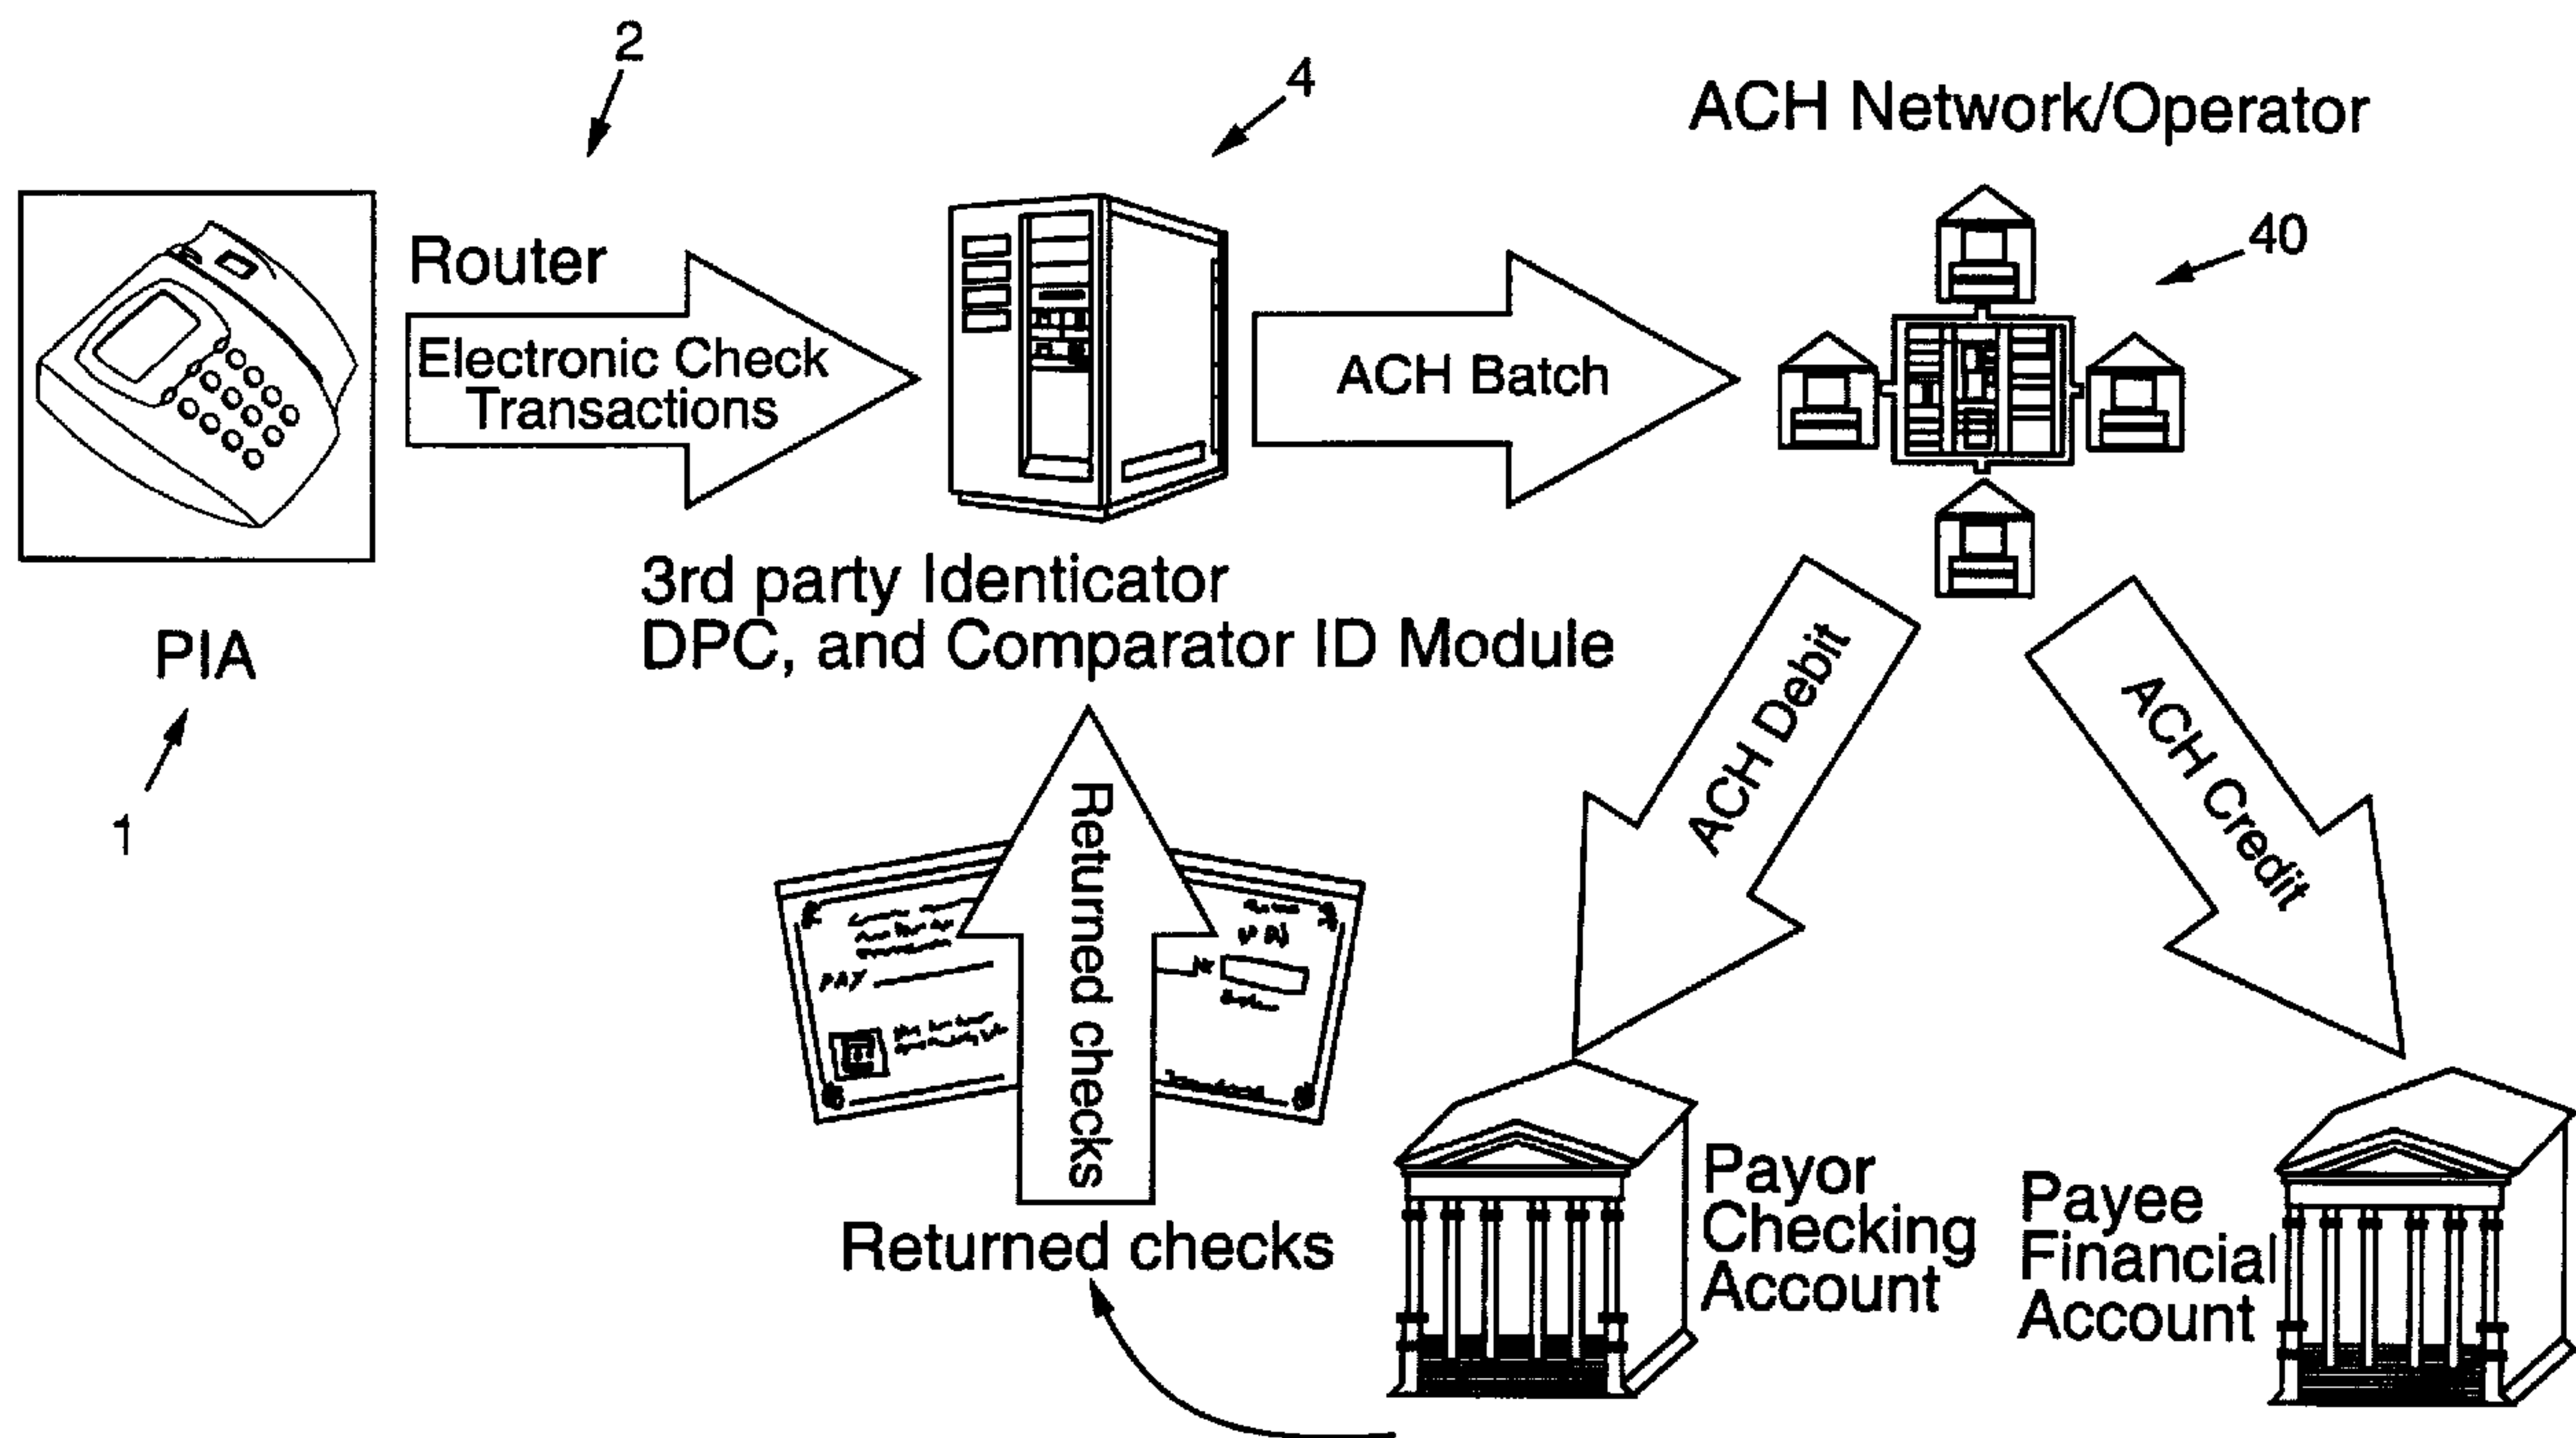 2
4
ACH Network/Operator
40
Router
Electronic Check
Transactions
ACH Batch
3rd party Identicator
DPC, and Comparator ID Module
PIA
1
ACH Debit
ACH Credit
Returned checks
PAY
Returned checks
Payor
Checking
Account
Payee
Financial
Account